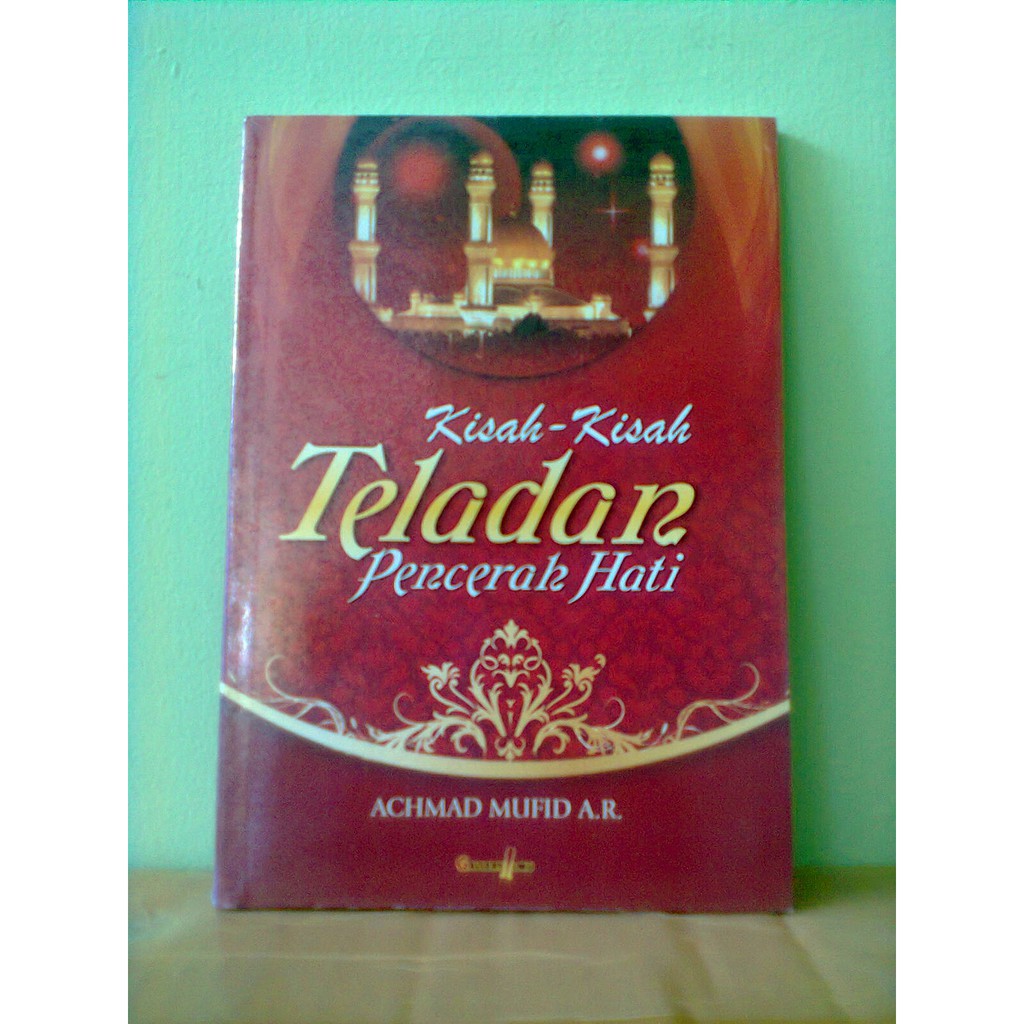 Kisah-Kisah
Teladan
Pencerah Hati
ACHMAD MUFID A.R.